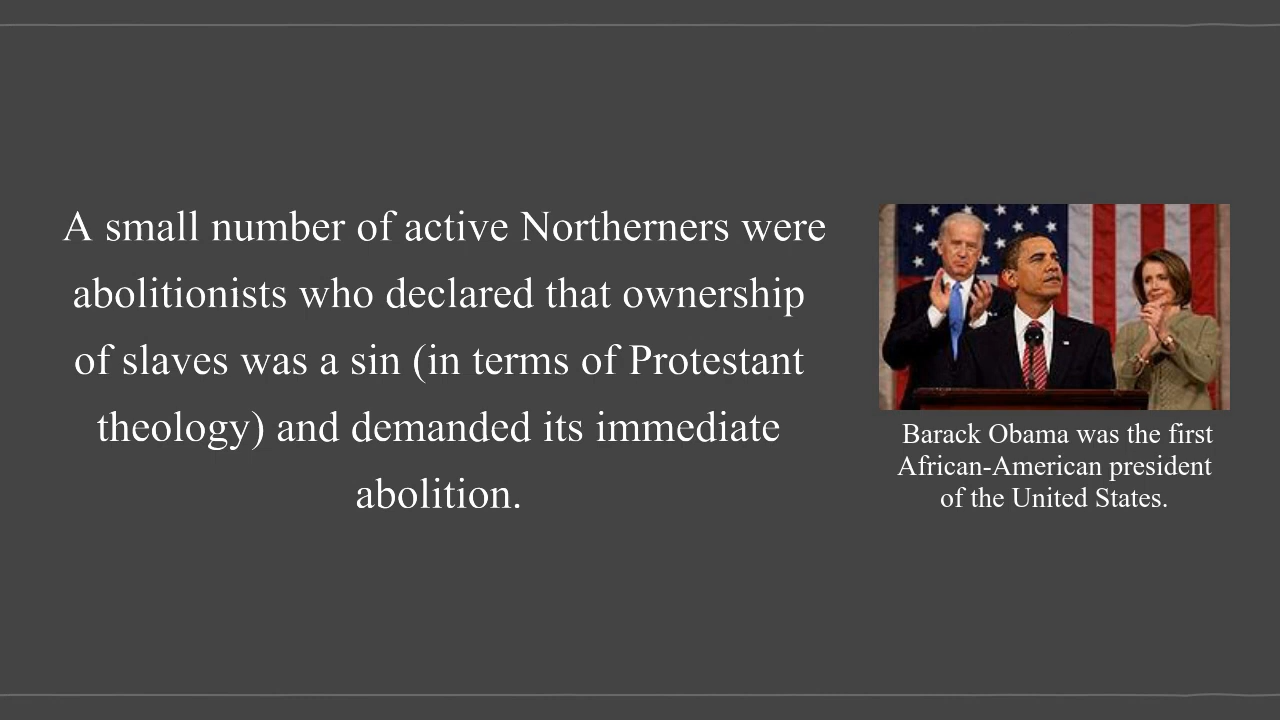 A small number of active Northerners were
abolitionists who declared that ownership
of slaves was a sin (in terms of Protestant
theology) and demanded its immediate
abolition.
Barack Obama was the first
African-American president
of the United States.